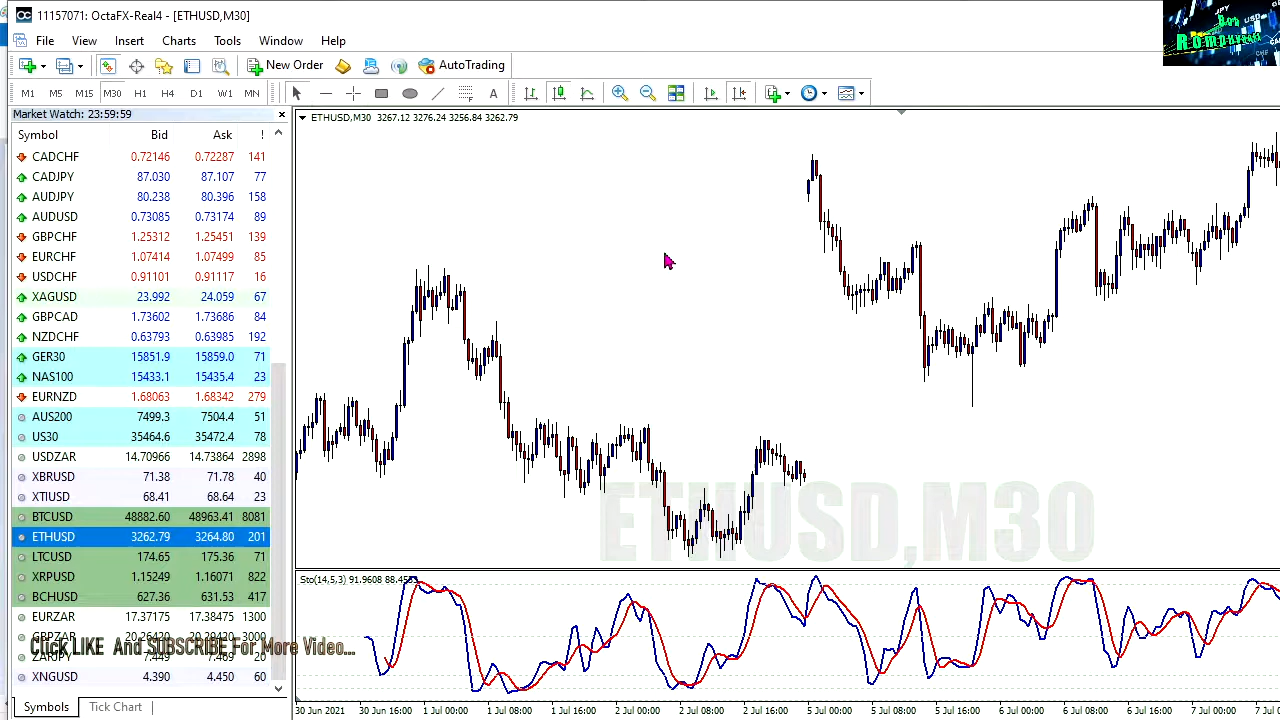 11157071: OctaFX-Real4 - [ETHUSD,M30]
File View Insert Charts Tools Window Help
New Order AutoTrading
M1 M5 M15 M30 H1 H4 D1 W1 MN A
Market Watch: 23:59:59
Symbol Bid Ask !
CADCHF 0.72146 0.72287 141
CADJPY 87.030 87.107 77
AUDJPY 80.238 80.396 158
AUDUSD 0.73085 0.73174 89
GBPCHF 1.25312 1.25451 139
EURCHF 1.07414 1.07499 85
USDCHF 0.91101 0.91117 16
XAGUSD 23.992 24.059 67
GBPCAD 1.73602 1.73686 84
NZDCHF 0.63793 0.63985 192
GER30 15851.9 15859.0 71
NAS100 15433.1 15435.4 23
EURNZD 1.68063 1.68342 279
AUS200 7499.3 7504.4 51
US30 35464.6 35472.4 78
USDZAR 14.70966 14.73864 2898
XBRUSD 71.38 71.78 40
XTIUSD 68.41 68.64 23
BTCUSD 48882.60 48963.41 8081
ETHUSD 3262.79 3264.80 201
LTCUSD 174.65 175.36 71
XRPUSD 1.15249 1.16071 822
BCHUSD 627.36 631.53 417
EURZAR 17.37175 17.38475 1300
GBPZAR 20.26420 20.29420 3000
Click LIKE And SUBSCRIBE For More Video...
ZARJPY 7.449 7.469 20
XNGUSD 4.390 4.450 60
Symbols Tick Chart
ETHUSD,M30 3267.12 3276.24 3256.84 3262.79
ETHUSD,M30
Sto(14,5,3) 91.9608
30 Jun 2021 30 Jun 16:00 1 Jul 00:00 1 Jul 08:00 1 Jul 16:00 2 Jul 00:00 2 Jul 08:00 2 Jul 16:00 5 Jul 00:00 5 Jul 08:00 5 Jul 16:00 6 Jul 00:00 6 Jul 08:00 6 Jul 16:00 7 Jul 00:00 7 Jul